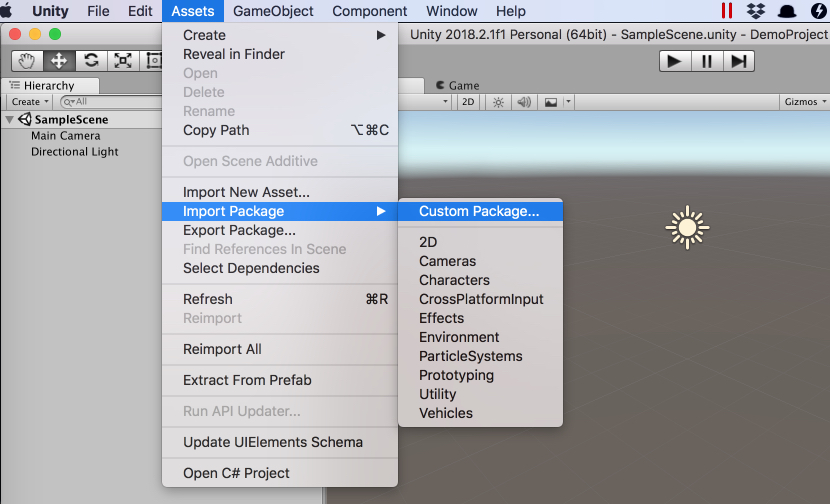 Unity File Edit Assets GameObject Component Window Help
Unity 2018.2.1f1 Personal (64bit) - SampleScene.unity - DemoProject
Hierarchy
Game
Create
All
2D
Gizmos
SampleScene
Main Camera
Directional Light
Create
Reveal in Finder
Open
Delete
Rename
Copy Path ⌥⌘C
Open Scene Additive
Import New Asset...
Import Package
Export Package...
Find References In Scene
Select Dependencies
Refresh ⌘R
Reimport
Reimport All
Extract From Prefab
Run API Updater...
Update UIElements Schema
Open C# Project
Custom Package...
2D
Cameras
Characters
CrossPlatformInput
Effects
Environment
ParticleSystems
Prototyping
Utility
Vehicles